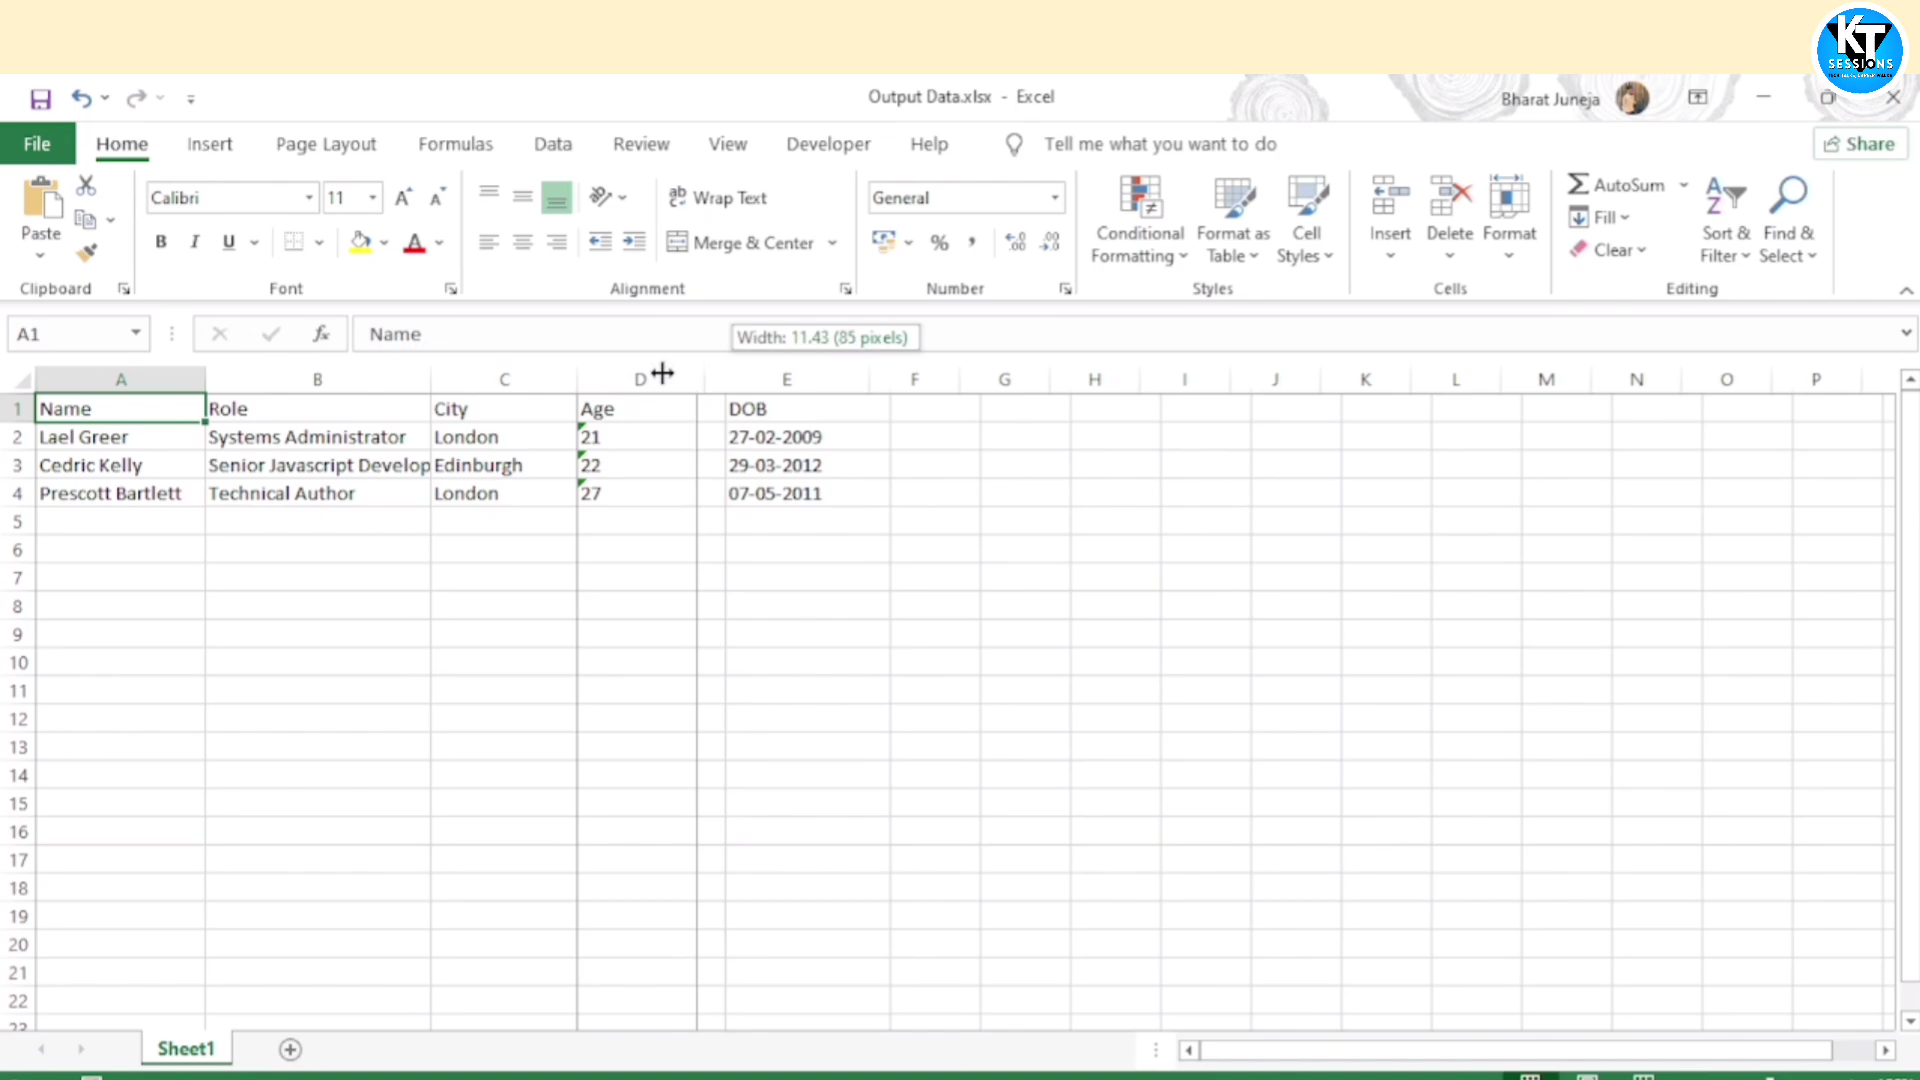 KT
SESSIONS
Output Data.xlsx - Excel
Bharat Juneja
File Home Insert Page Layout Formulas Data Review View Developer Help Tell me what you want to do Share
Paste
Calibri 11
Wrap Text
General
B I U
Merge & Center
% ,
Conditional Formatting
Format as Table
Cell Styles
Insert Delete Format
AutoSum
Fill
Clear
Sort & Filter
Find & Select
Clipboard Font Alignment Number Styles Cells Editing
A1 fx Name
Width: 11.43 (85 pixels)
A B C D E F G H I J K L M N O P
1 Name Role City Age DOB
2 Lael Greer Systems Administrator London 21 27-02-2009
3 Cedric Kelly Senior Javascript Develop Edinburgh 22 29-03-2012
4 Prescott Bartlett Technical Author London 27 07-05-2011
5
6
7
8
9
10
11
12
13
14
15
16
17
18
19
20
21
22
23
Sheet1